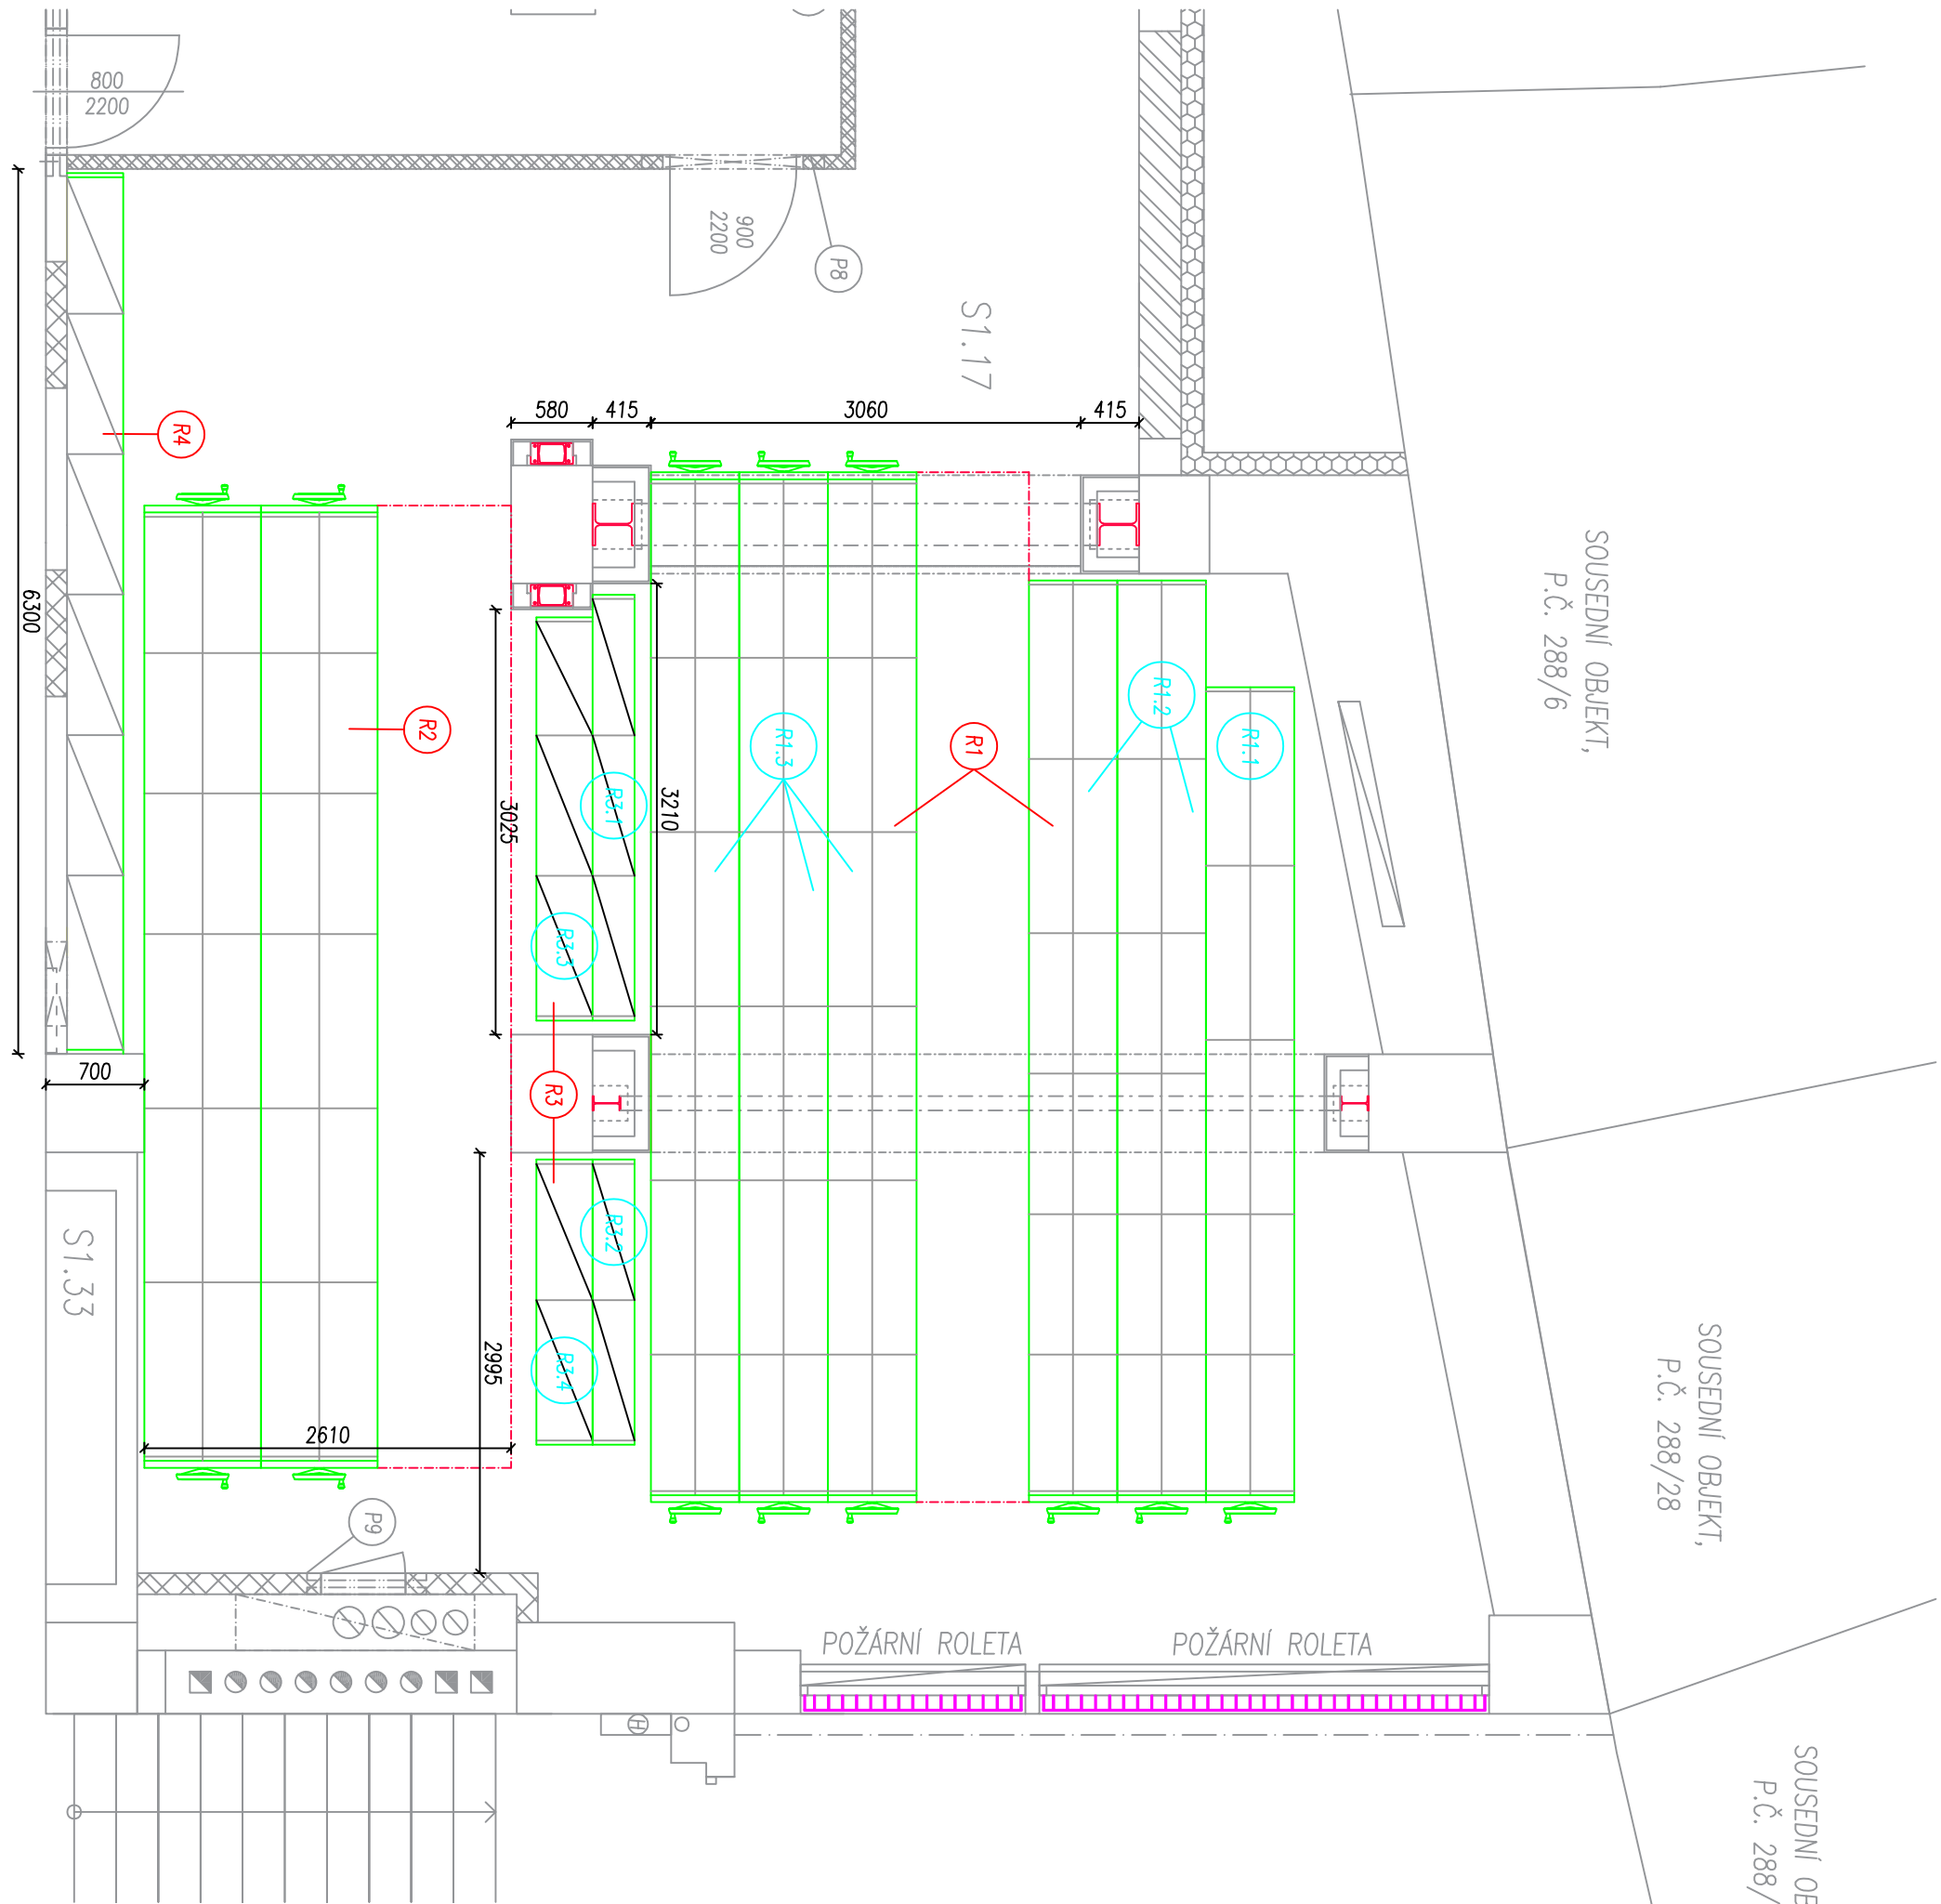 800
2200
900
2200
P8
S1.17
580
415
3060
415
R4
SOUSEDNÍ OBJEKT,
P.Č. 288/6
6300
R2
R1.3
R1
R1.2
R1.1
3025
R3.1
3210
R3.3
700
R3
S1.33
R3.2
2995
R3.4
SOUSEDNÍ OBJEKT,
P.Č. 288/28
2610
P9
POŽÁRNÍ ROLETA
POŽÁRNÍ ROLETA
H
SOUSEDNÍ
P.Č. 288/